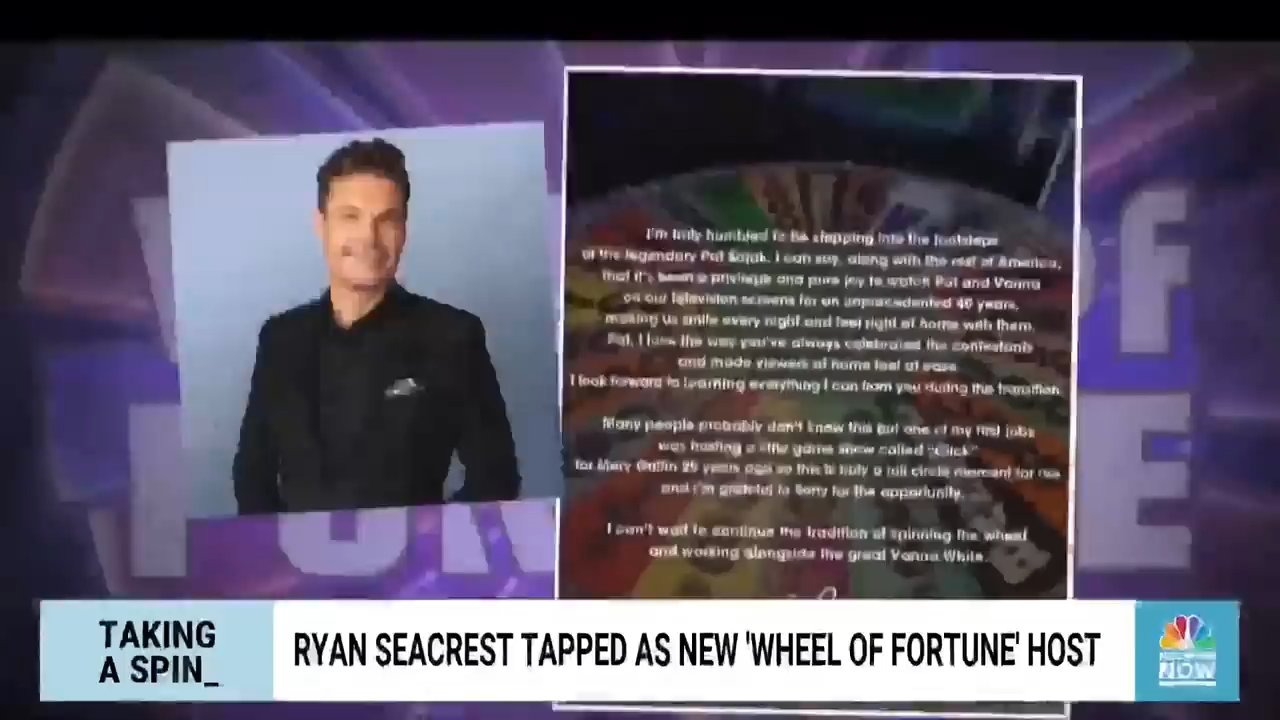 I'm truly humbled to be stepping into the footsteps
of the legendary Pat Sajak. I can say, along with the rest of America,
that it's been a privilege and pure joy to watch Pat and Vanna
on our television screens for an unprecedented 40 years,
making us smile every night and feel right at home with them.
Pat, I love the way you've always celebrated the contestants
and made viewers at home feel at ease.
I look forward to learning everything I can from you during the transition.
Many people probably don't know this but one of my first jobs
was hosting a little game show called "Click"
for Merv Griffin 25 years ago so this is truly a full circle moment for me
and I'm grateful to Sony for the opportunity.
I can't wait to continue the tradition of spinning the wheel
and working alongside the great Vanna White.
OF
FORTUNE
TAKING
A SPIN_
RYAN SEACREST TAPPED AS NEW 'WHEEL OF FORTUNE' HOST
NOW